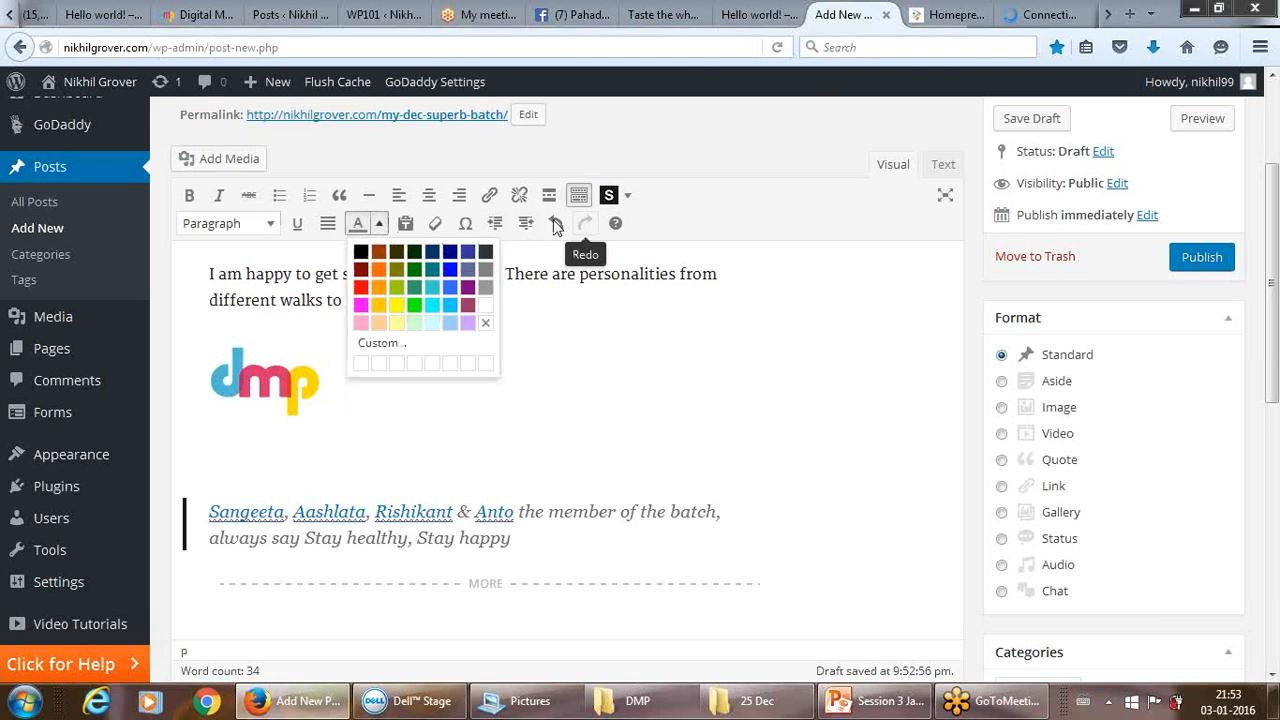 (15,
Hello world! –...
Digital M...
Posts ‹ Nikhil ...
WP101 ‹ Nikh...
My meeti...
(7) Pahad...
Taste the wh...
Hello world! –...
Add New ...
Homepre...
Connecti...
nikhilgrover.com/wp-admin/post-new.php
Search
Nikhil Grover
1
0
New
Flush Cache
GoDaddy Settings
Howdy, nikhil99
Dashboard
GoDaddy
Posts
All Posts
Add New
Categories
Tags
Media
Pages
Comments
Forms
Appearance
Plugins
Users
Tools
Settings
Video Tutorials
Click for Help
Permalink: http://nikhilgrover.com/my-dec-superb-batch/ Edit
Add Media
Visual
Text
B I ABC
S
Paragraph
U
A
Redo
Custom...
I am happy to get s
There are personalities from
different walks to
dmp
Sangeeta, Aashlata, Rishikant & Anto the member of the batch,
always say Stay healthy, Stay happy
MORE
p
Word count: 34
Draft saved at 9:52:56 pm.
Save Draft
Preview
Status: Draft Edit
Visibility: Public Edit
Publish immediately Edit
Move to Trash
Publish
Format
Standard
Aside
Image
Video
Quote
Link
Gallery
Status
Audio
Chat
Categories
Add New P...
Dell™ Stage
Pictures
DMP
25 Dec
Session 3 Ja...
GoToMeeti...
21:53
03-01-2016